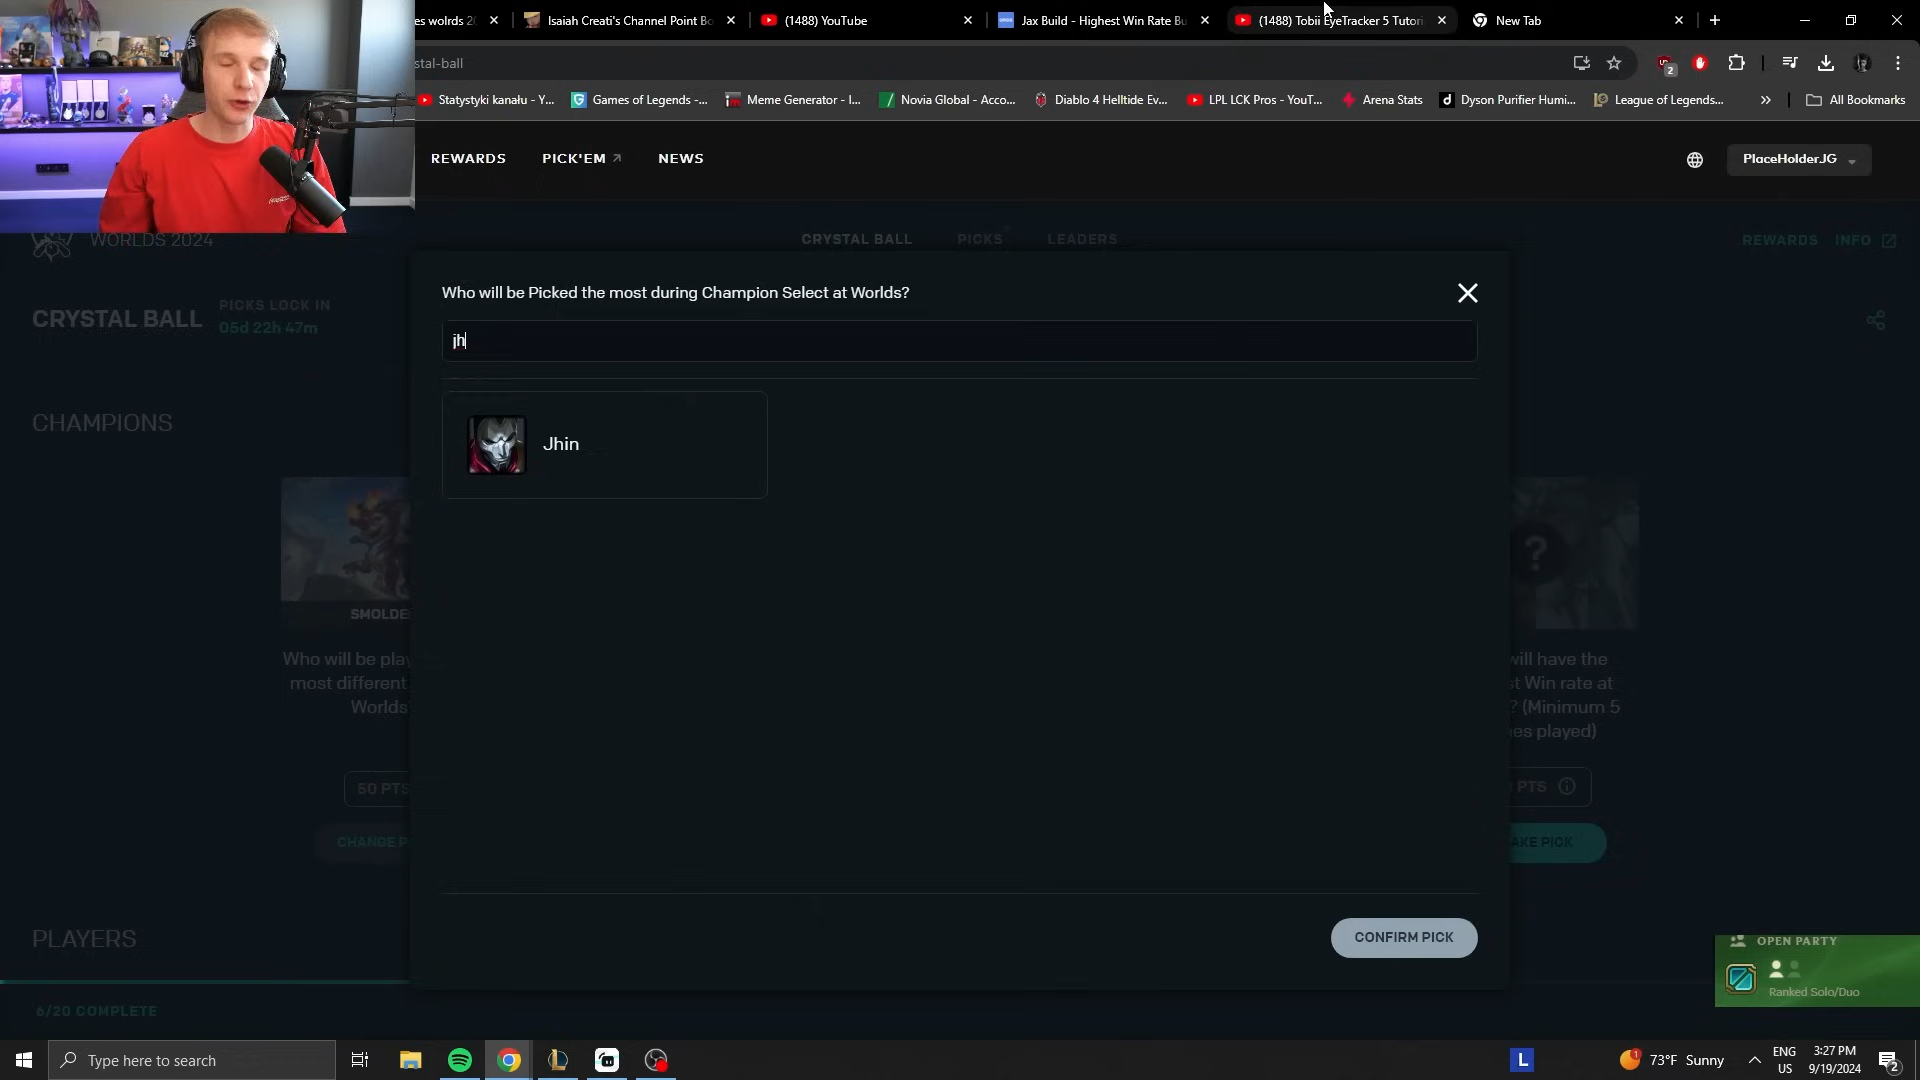 es wolrds 20
Isaiah Creati's Channel Point Bo
(1488) YouTube
Jax Build - Highest Win Rate Bu
(1488) Tobii EyeTracker 5 Tutori
New Tab
stal-ball
2
Statystyki kanału - Y...
Games of Legends -...
Meme Generator - I...
Novia Global - Acco...
Diablo 4 Helltide Ev...
LPL LCK Pros - YouT...
Arena Stats
Dyson Purifier Humi...
League of Legends...
All Bookmarks
REWARDS
PICK'EM
NEWS
PlaceHolderJG
WORLDS 2024
CRYSTAL BALL
PICKS
LEADERS
REWARDS
INFO
CRYSTAL BALL
PICKS LOCK IN
05d 22h 47m
Who will be Picked the most during Champion Select at Worlds?
jh
Jhin
CHAMPIONS
SMOLDE
?
Who will be play
most different
Worlds
will have the
st Win rate at
? (Minimum 5
es played)
50 PTS
PTS
CHANGE P
AKE PICK
PLAYERS
CONFIRM PICK
6/20 COMPLETE
OPEN PARTY
Ranked Solo/Duo
Type here to search
L
1
73°F Sunny
ENG
US
3:27 PM
9/19/2024
2